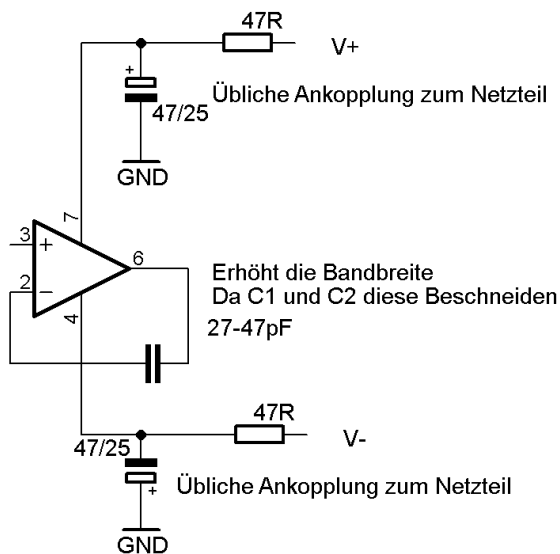 47R
V+
+
47/25
Übliche Ankopplung zum Netzteil
GND
7
3
+
6
2
−
4
Erhöht die Bandbreite
Da C1 und C2 diese Beschneiden
27-47pF
47R
V-
47/25
+
Übliche Ankopplung zum Netzteil
GND